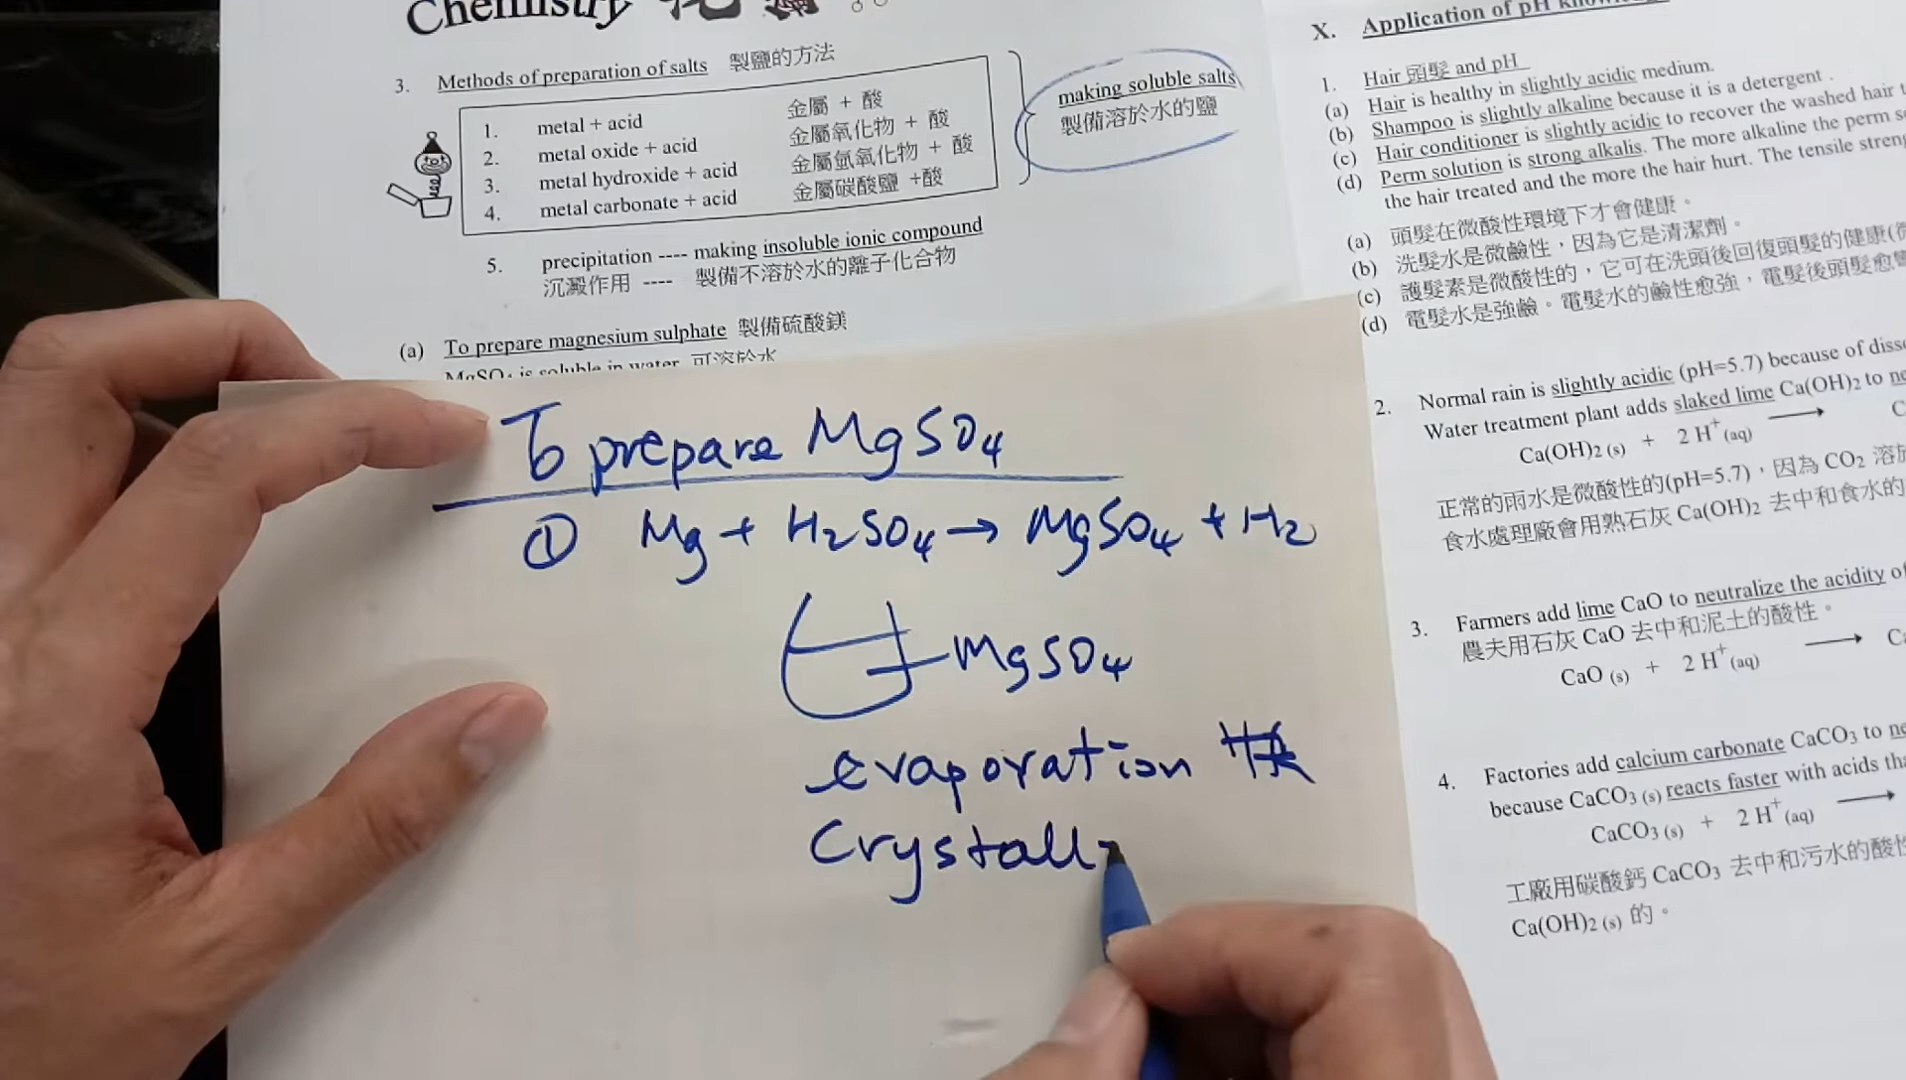 Chemistry 化
3. Methods of preparation of salts 製鹽的方法
1. metal + acid 金屬 + 酸
2. metal oxide + acid 金屬氧化物 + 酸
3. metal hydroxide + acid 金屬氫氧化物 + 酸
4. metal carbonate + acid 金屬碳酸鹽 +酸
making soluble salts
製備溶於水的鹽
5. precipitation ---- making insoluble ionic compound
沉澱作用 ---- 製備不溶於水的離子化合物
(a) To prepare magnesium sulphate 製備硫酸鎂
MgSO4 is soluble in water 可溶於水
To prepare MgSO4
① Mg + H2SO4 → MgSO4 + H2
MgSO4
evaporation
Crystall
X. Application of pH
1. Hair 頭髮 and pH
(a) Hair is healthy in slightly acidic medium.
(b) Shampoo is slightly alkaline because it is a detergent .
(c) Hair conditioner is slightly acidic to recover the washed hair
(d) Perm solution is strong alkalis. The more alkaline the perm
the hair treated and the more the hair hurt. The tensile
(a) 頭髮在微酸性環境下才會健康。
(b) 洗髮水是微鹼性，因為它是清潔劑。
(c) 護髮素是微酸性的，它可在洗頭後回復頭髮的健康(
(d) 電髮水是強鹼。電髮水的鹼性愈強，電髮後頭髮愈
2. Normal rain is slightly acidic (pH=5.7) because of
Water treatment plant adds slaked lime Ca(OH)2 to
Ca(OH)2 (s) + 2 H+ (aq) → C
正常的雨水是微酸性的(pH=5.7)，因為 CO2 溶
食水處理廠會用熟石灰 Ca(OH)2 去中和食水的
3. Farmers add lime CaO to neutralize the acidity
農夫用石灰 CaO 去中和泥土的酸性。
CaO (s) + 2 H+ (aq) → C
4. Factories add calcium carbonate CaCO3 to
because CaCO3 (s) reacts faster with acids
CaCO3 (s) + 2 H+ (aq) →
工廠用碳酸鈣 CaCO3 去中和污水的酸
Ca(OH)2 (s) 的。